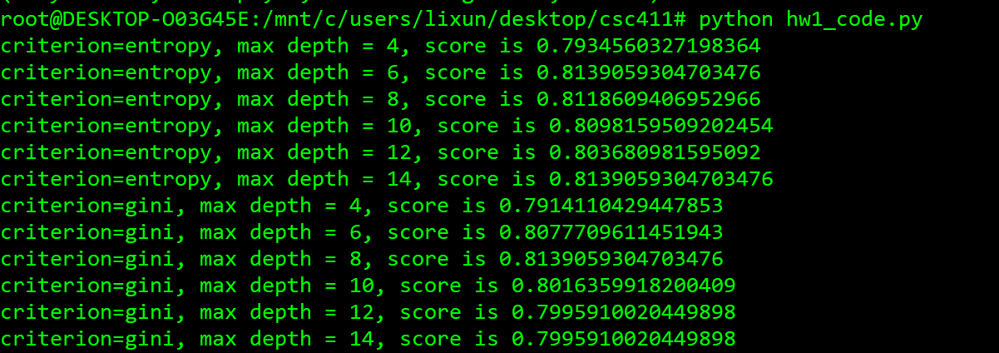 root@DESKTOP-O03G45E:/mnt/c/users/lixun/desktop/csc411# python hw1_code.py
criterion=entropy, max depth = 4, score is 0.7934560327198364
criterion=entropy, max depth = 6, score is 0.8139059304703476
criterion=entropy, max depth = 8, score is 0.8118609406952966
criterion=entropy, max depth = 10, score is 0.8098159509202454
criterion=entropy, max depth = 12, score is 0.803680981595092
criterion=entropy, max depth = 14, score is 0.8139059304703476
criterion=gini, max depth = 4, score is 0.7914110429447853
criterion=gini, max depth = 6, score is 0.8077709611451943
criterion=gini, max depth = 8, score is 0.8139059304703476
criterion=gini, max depth = 10, score is 0.8016359918200409
criterion=gini, max depth = 12, score is 0.7995910020449898
criterion=gini, max depth = 14, score is 0.7995910020449898